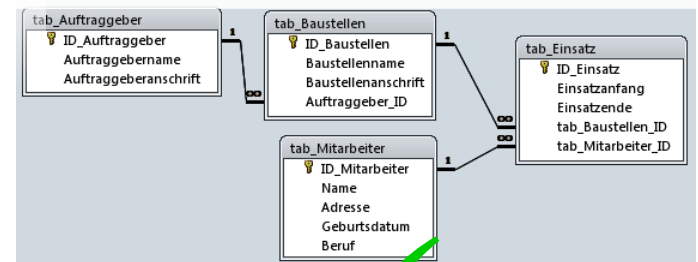 tab_Auftraggeber
ID_Auftraggeber
Auftraggebername
Auftraggeberanschrift
1
∞
tab_Baustellen
ID_Baustellen
Baustellenname
Baustellenanschrift
Auftraggeber_ID
1
∞
∞
tab_Einsatz
ID_Einsatz
Einsatzanfang
Einsatzende
tab_Baustellen_ID
tab_Mitarbeiter_ID
tab_Mitarbeiter
ID_Mitarbeiter
Name
Adresse
Geburtsdatum
Beruf
1